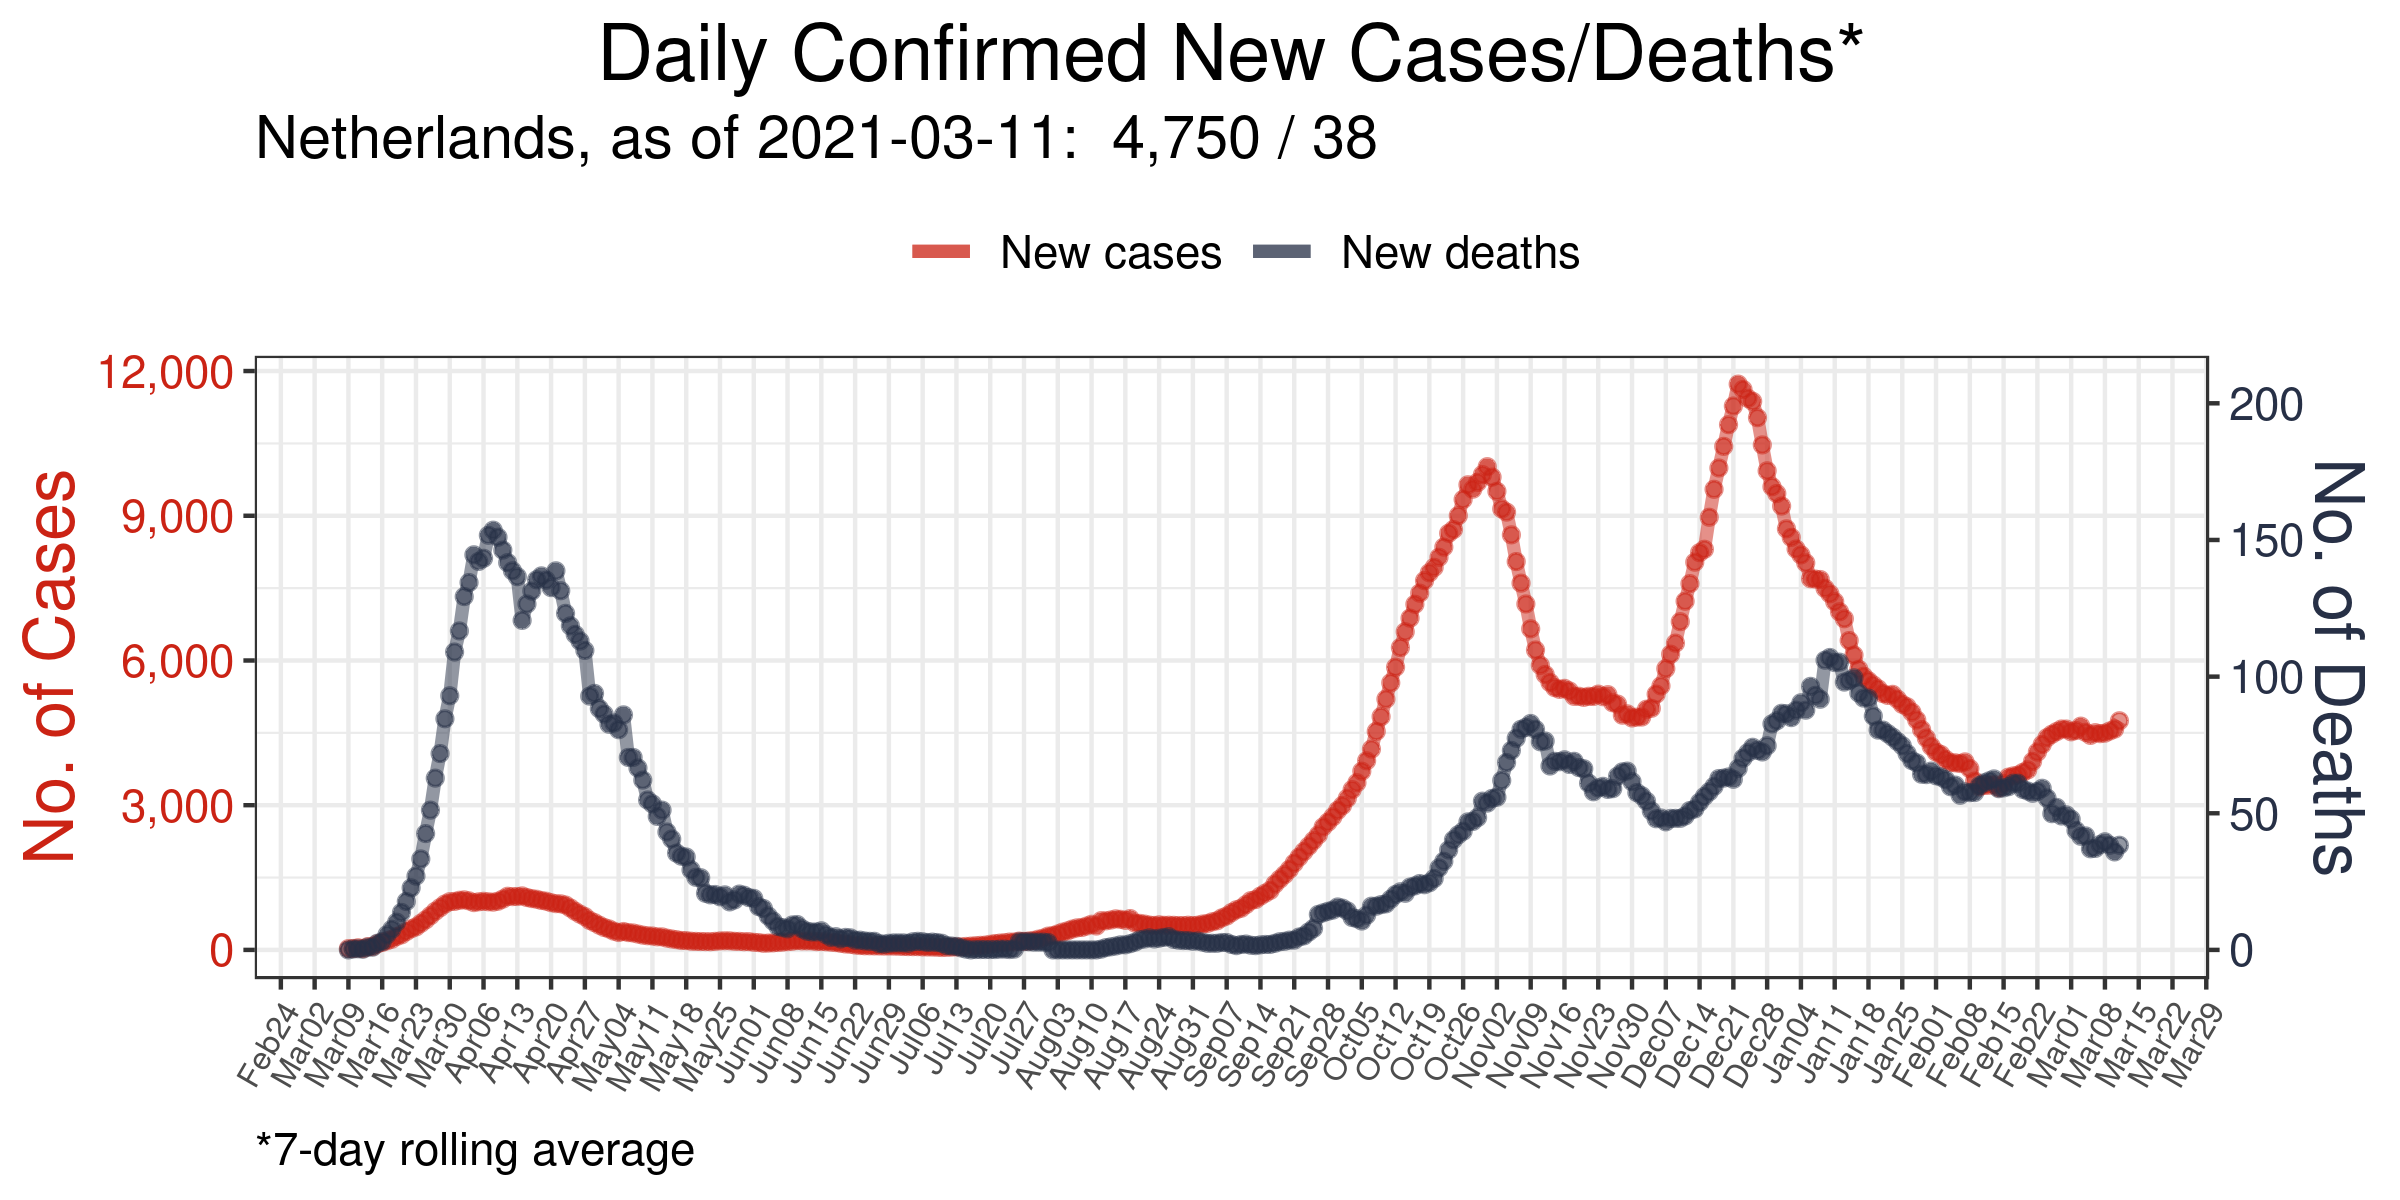 Daily Confirmed New Cases/Deaths*
Netherlands, as of 2021-03-11:  4,750 / 38
New cases
New deaths
No. of Cases
12,000
9,000
6,000
3,000
0
200
150
100
50
0
No. of Deaths
Feb24
Mar02
Mar09
Mar16
Mar23
Mar30
Apr06
Apr13
Apr20
Apr27
May04
May11
May18
May25
Jun01
Jun08
Jun15
Jun22
Jun29
Jul06
Jul13
Jul20
Jul27
Aug03
Aug10
Aug17
Aug24
Aug31
Sep07
Sep14
Sep21
Sep28
Oct05
Oct12
Oct19
Oct26
Nov02
Nov09
Nov16
Nov23
Nov30
Dec07
Dec14
Dec21
Dec28
Jan04
Jan11
Jan18
Jan25
Feb01
Feb08
Feb15
Feb22
Mar01
Mar08
Mar15
Mar22
Mar29
*7-day rolling average